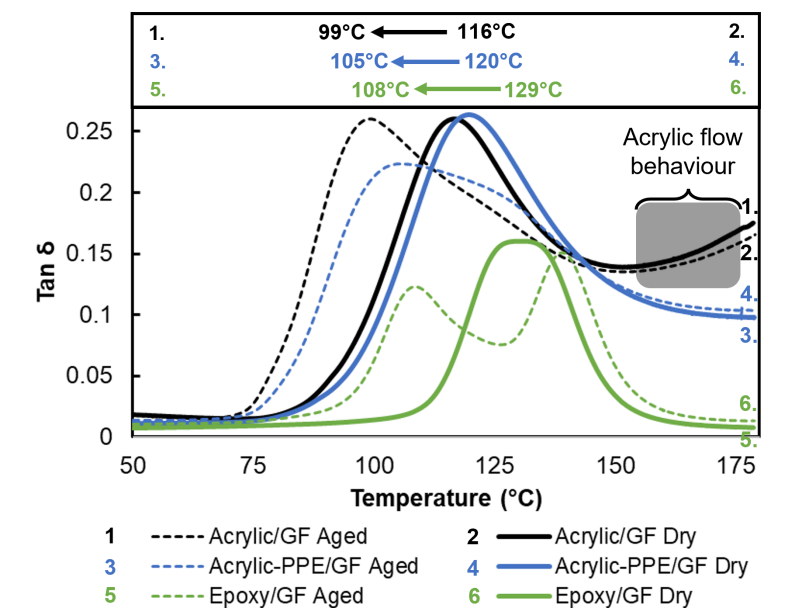 1. 99°C 116°C 2.
3. 105°C 120°C 4.
5. 108°C 129°C 6.
0.25
0.2
0.15
0.1
0.05
0
Tan δ
Acrylic flow
behaviour
1.
2.
4.
3.
6.
5.
50 75 100 125 150 175
Temperature (°C)
1 Acrylic/GF Aged 2 Acrylic/GF Dry
3 Acrylic-PPE/GF Aged 4 Acrylic-PPE/GF Dry
5 Epoxy/GF Aged 6 Epoxy/GF Dry